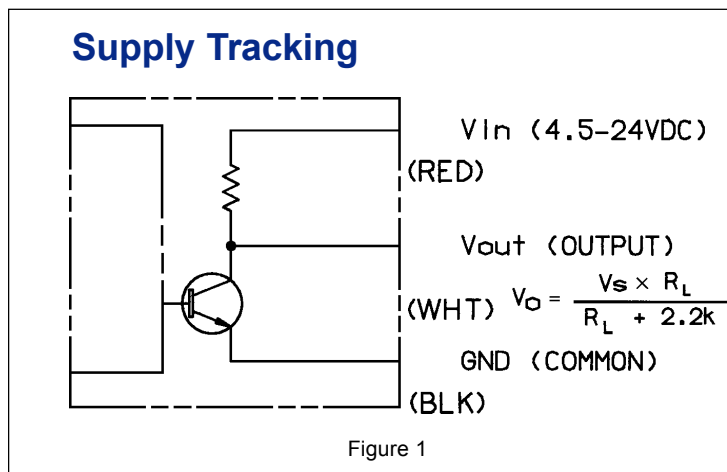 Supply Tracking
VIn (4.5-24VDC)
(RED)
Vout (OUTPUT)
(WHT) Vo = Vs × RL
RL + 2.2k
GND (COMMON)
(BLK)
Figure 1